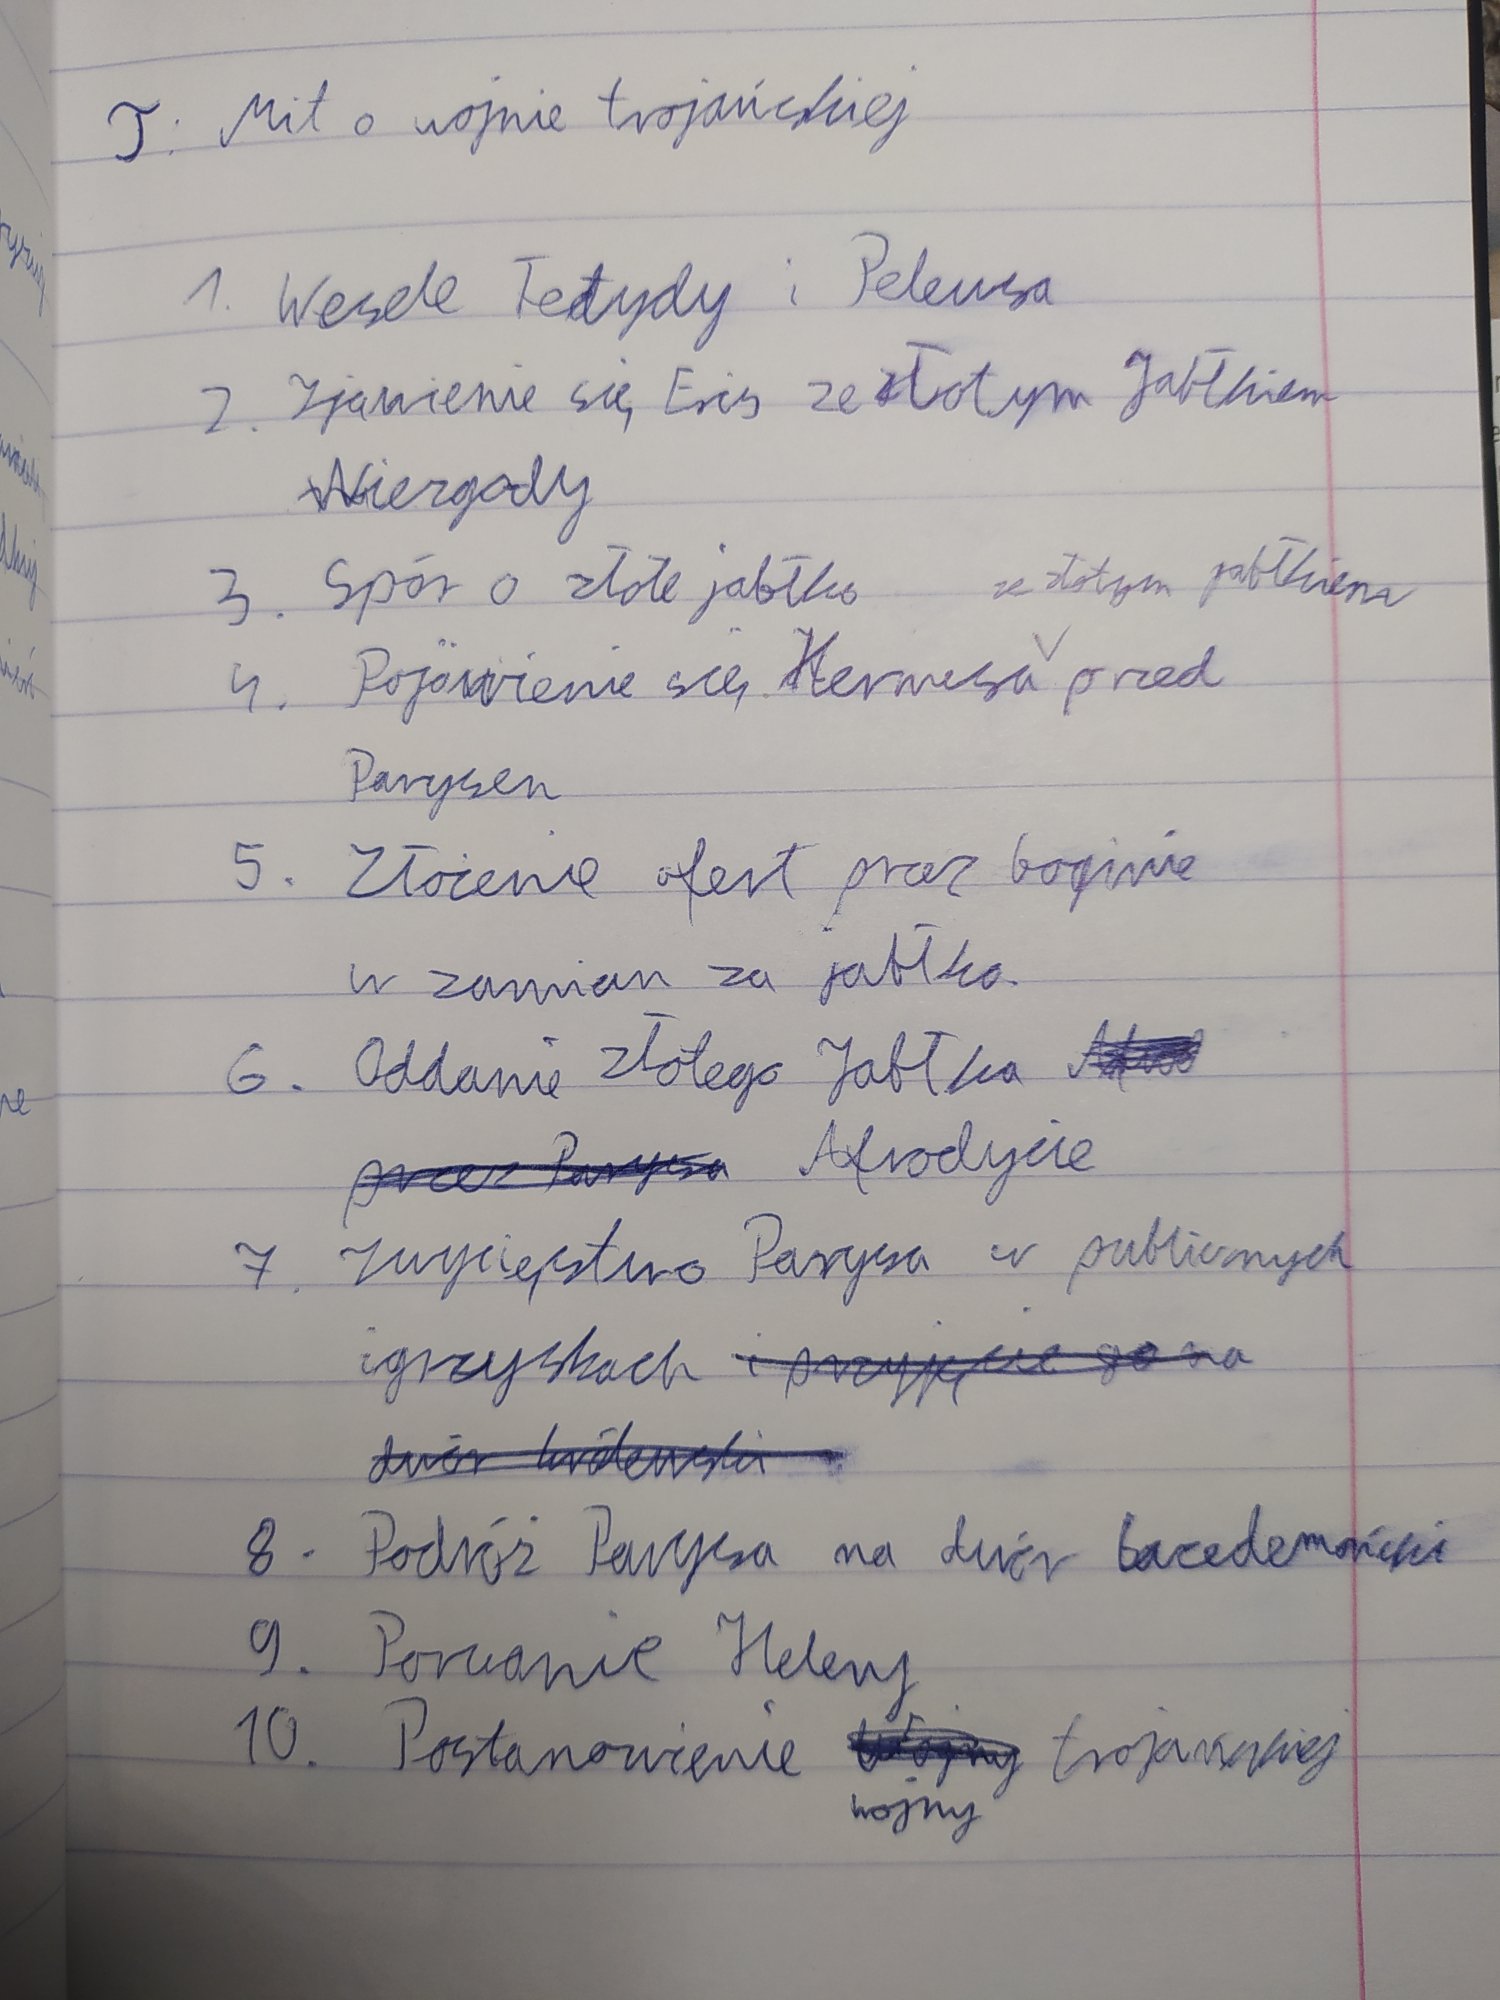 T: Mit o wojnie trojańskiej
1. Wesele Tetydy i Peleusa
2. Zjawienie się Eris ze złotym Jabłkiem
Niezgody
3. Spór o złote jabłko
ze złotym jabłkiem
4. Pojawienie się Hermesa ∨ przed
Parysem
5. Złożenie ofert przez boginie
w zamian za jabłko.
6. Oddanie złotego Jabłka
przez Parysa Afrodycie
7. Zwycięstwo Parysa w publicznych
igrzyskach i przyjęcie go na
dwór królewski
8. Podróż Parysa na dwór Lacedemoński
9. Porwanie Heleny
10. Postanowienie Wojny trojańskiej
wojny